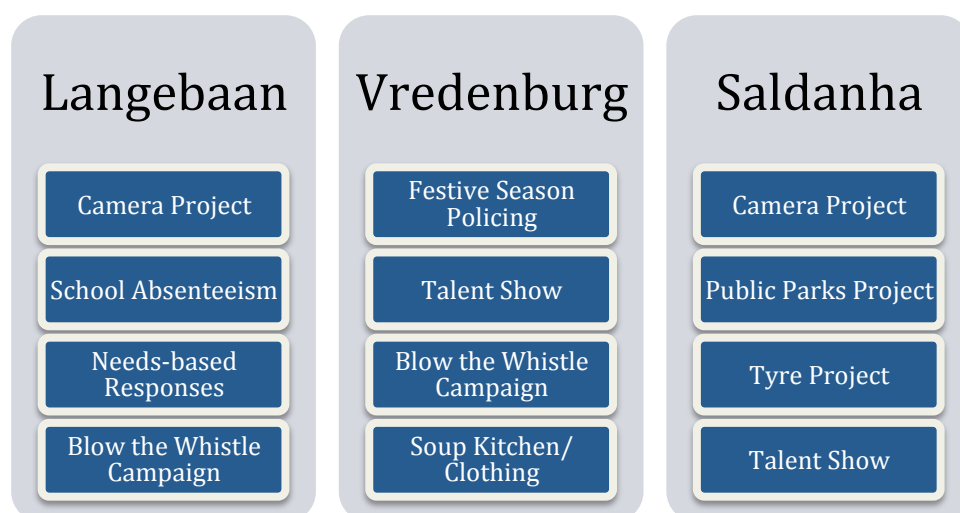 Langebaan
Camera Project
School Absenteeism
Needs-based
Responses
Blow the Whistle
Campaign
Vredenburg
Festive Season
Policing
Talent Show
Blow the Whistle
Campaign
Soup Kitchen/
Clothing
Saldanha
Camera Project
Public Parks Project
Tyre Project
Talent Show